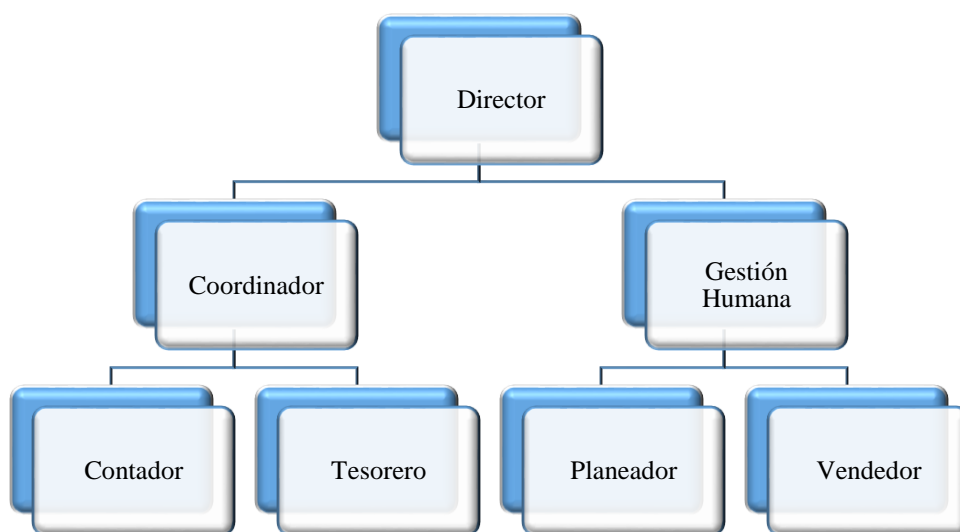 Director
Coordinador
Gestión
Humana
Contador
Tesorero
Planeador
Vendedor